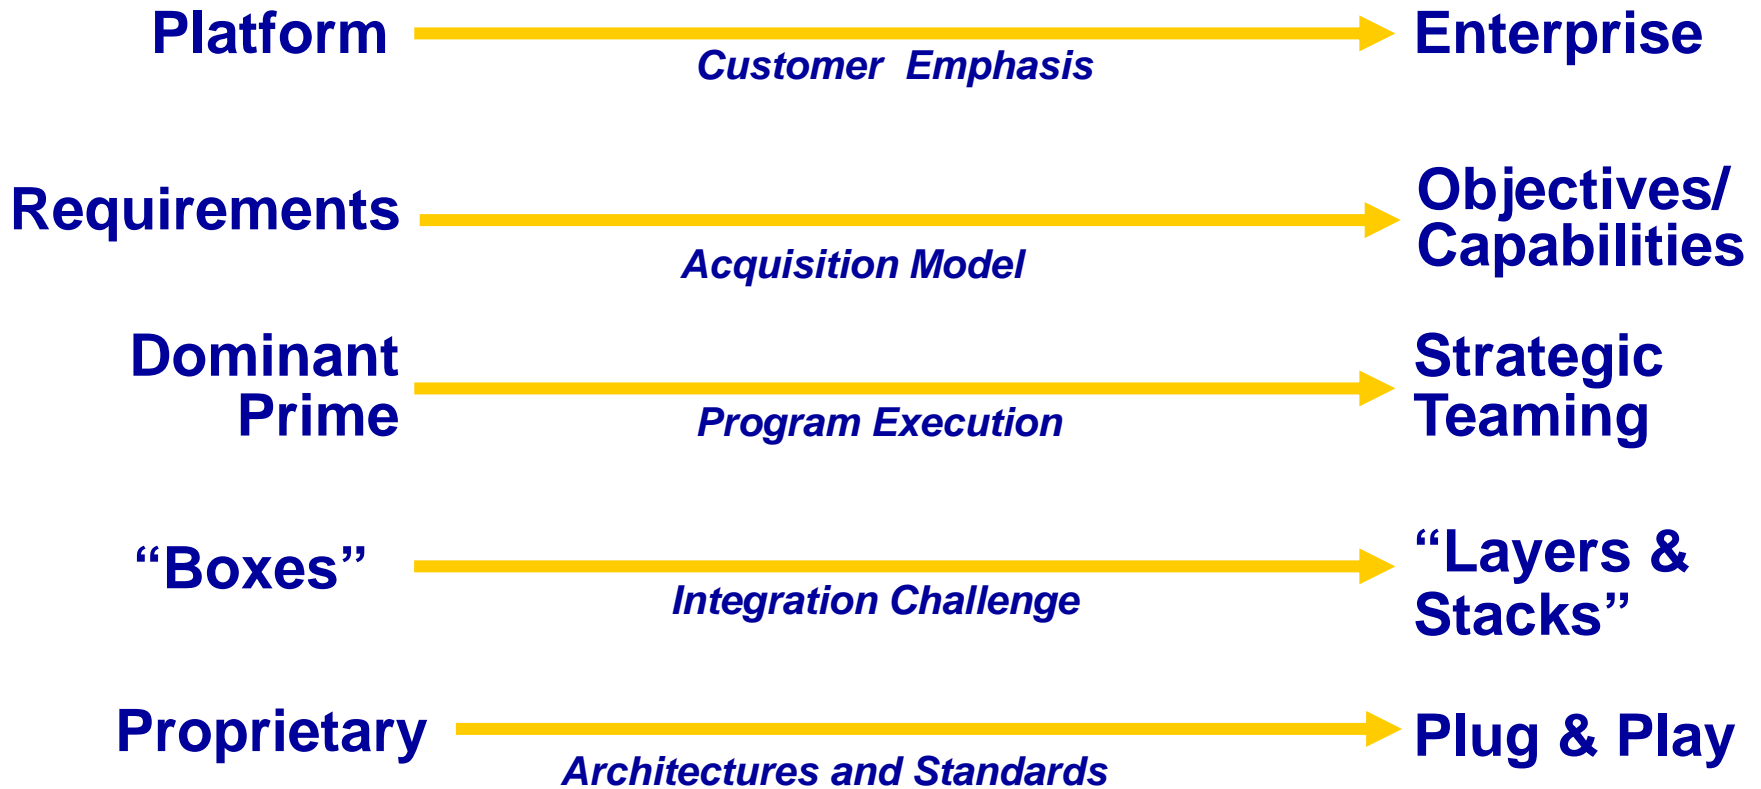 Platform
Enterprise
Customer Emphasis
Requirements
Objectives/
Capabilities
Acquisition Model
Dominant
Prime
Strategic
Teaming
Program Execution
“Boxes”
“Layers &
Stacks”
Integration Challenge
Proprietary
Plug & Play
Architectures and Standards